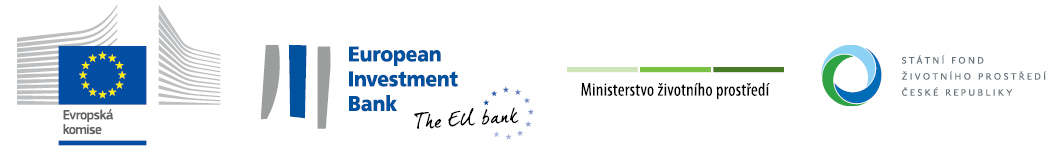 Evropská
komise
European
Investment
Bank
The EU bank
Ministerstvo životního prostředí
STÁTNÍ FOND
ŽIVOTNÍHO PROSTŘEDÍ
ČESKÉ REPUBLIKY